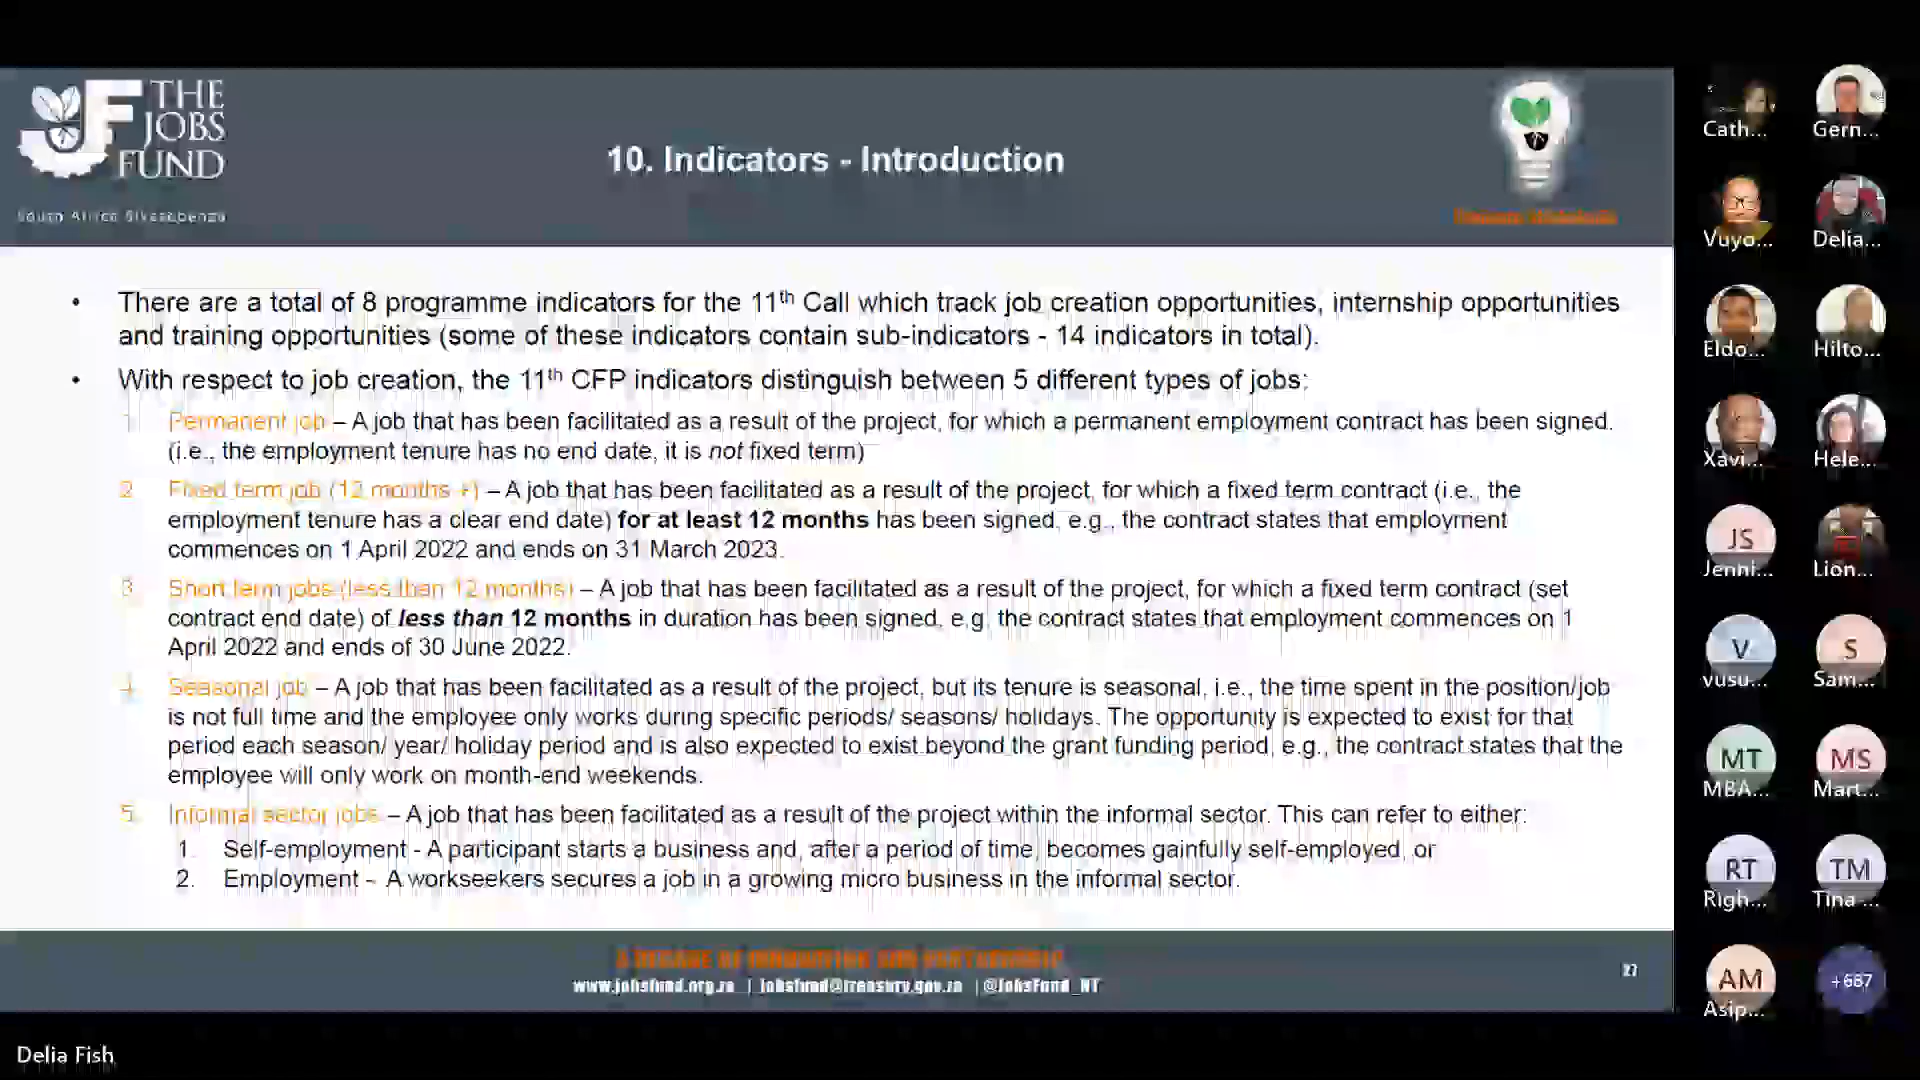 THE
JOBS
FUND
South Africa Siyasebenza
10. Indicators - Introduction
• There are a total of 8 programme indicators for the 11th Call which track job creation opportunities, internship opportunities
and training opportunities (some of these indicators contain sub-indicators - 14 indicators in total).
• With respect to job creation, the 11th CFP indicators distinguish between 5 different types of jobs:
1. Permanent job – A job that has been facilitated as a result of the project, for which a permanent employment contract has been signed.
(i.e., the employment tenure has no end date, it is not fixed term)
2. Fixed term job (12 months +) – A job that has been facilitated as a result of the project, for which a fixed term contract (i.e., the
employment tenure has a clear end date) for at least 12 months has been signed, e.g., the contract states that employment
commences on 1 April 2022 and ends on 31 March 2023.
3. Short term jobs (less than 12 months) – A job that has been facilitated as a result of the project, for which a fixed term contract (set
contract end date) of less than 12 months in duration has been signed, e.g. the contract states that employment commences on 1
April 2022 and ends of 30 June 2022.
4. Seasonal job – A job that has been facilitated as a result of the project, but its tenure is seasonal, i.e., the time spent in the position/job
is not full time and the employee only works during specific periods/ seasons/ holidays. The opportunity is expected to exist for that
period each season/ year/ holiday period and is also expected to exist beyond the grant funding period, e.g., the contract states that the
employee will only work on month-end weekends.
5. Informal sector jobs – A job that has been facilitated as a result of the project within the informal sector. This can refer to either:
1. Self-employment - A participant starts a business and, after a period of time, becomes gainfully self-employed, or
2. Employment - A workseekers secures a job in a growing micro business in the informal sector.
A DECADE OF INNOVATION AND PARTNERSHIP
www.jobsfund.org.za | jobsfund@treasury.gov.za | @JobsFund_NT
27
Cath... Gern...
Vuyo... Delia...
Eldo... Hilto...
Xavi... Hele...
JS
Jenni... Lion...
V S
vusu... Sam...
MT MS
MBA... Mart...
RT TM
Righ... Tina ...
AM +687
Asip...
Delia Fish